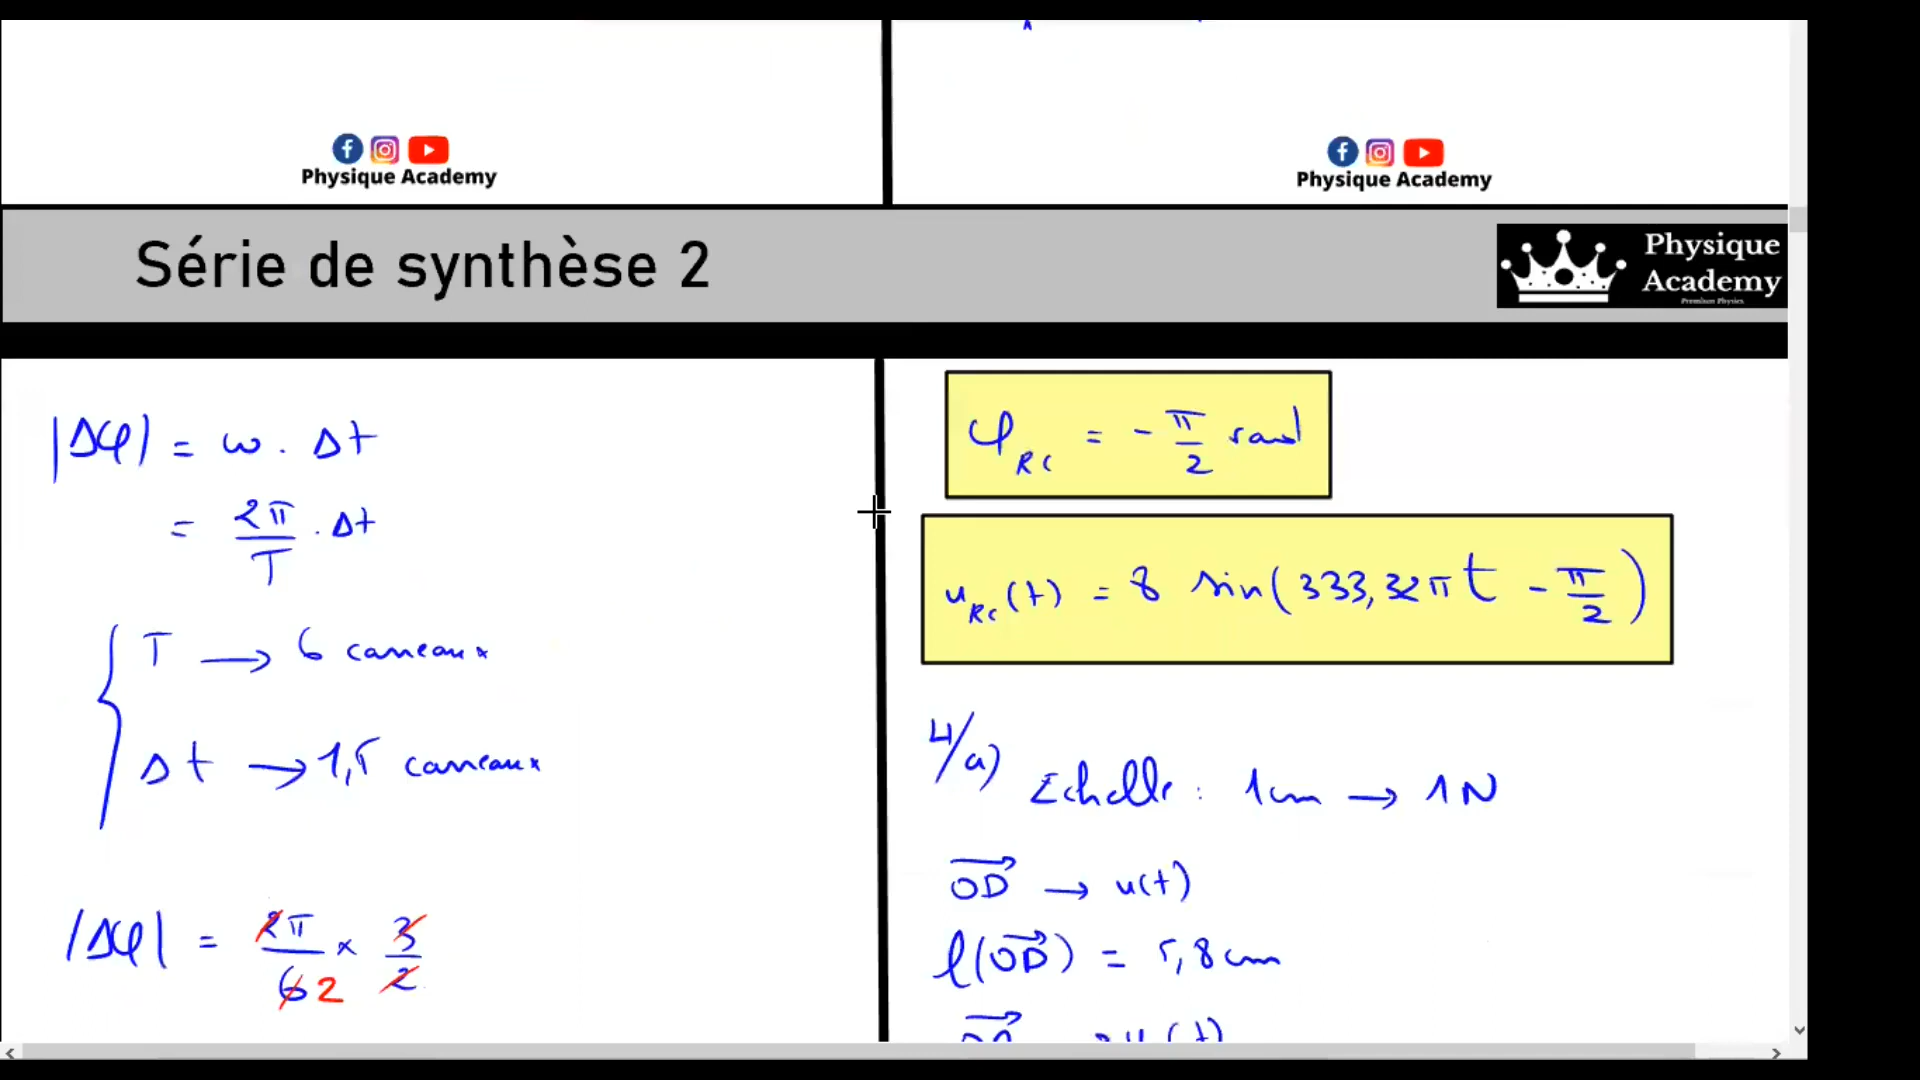 Physique Academy
Physique Academy
Série de synthèse 2
Physique
Academy
Premium Physics
|Δφ| = ω . Δt
= 2π/T . Δt
T → 6 carreaux
Δt → 1,5 carreaux
|Δφ| = 2π/6 2 × 3/2
φRC = - π/2 rad
uRC(t) = 8 sin(333,32πt - π/2)
4/a) Echelle : 1cm → 1N
OD → u(t)
l(OD) = 5,8cm